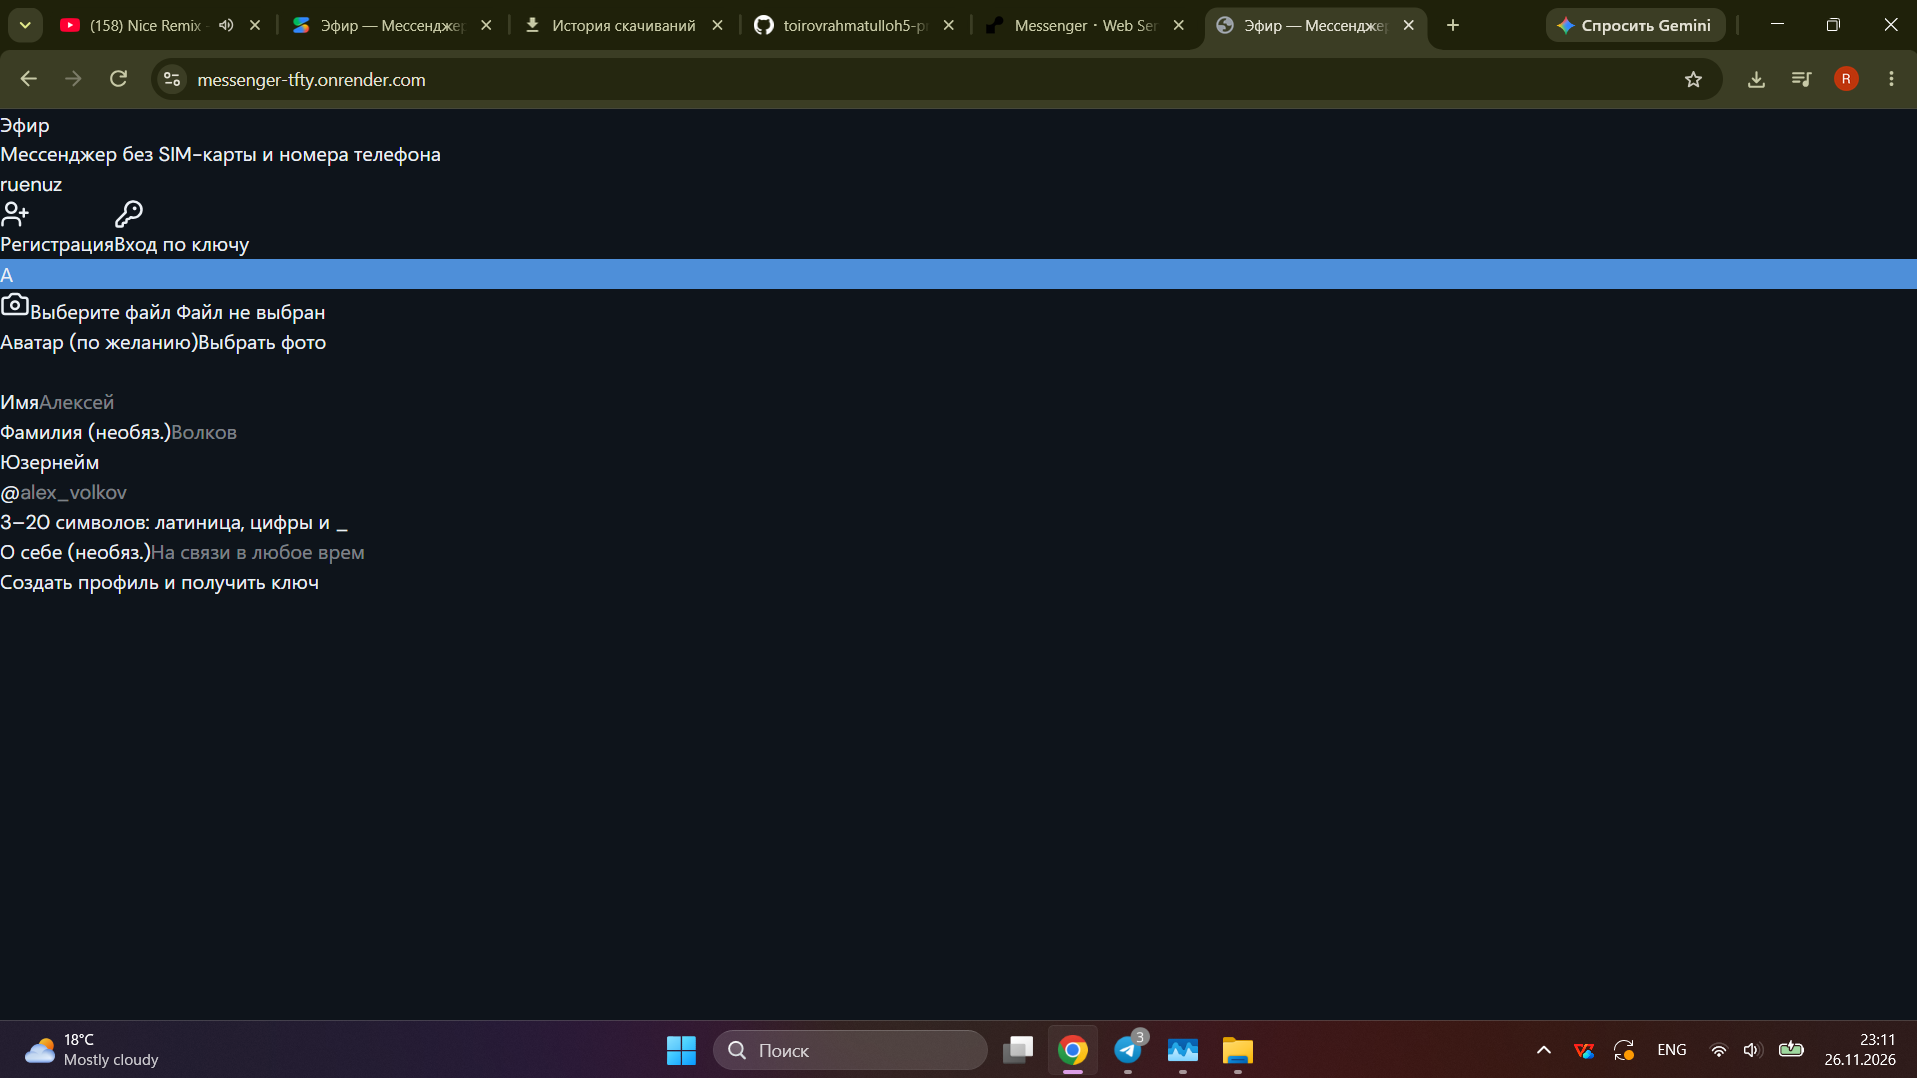 (158) Nice Remix
Эфир — Мессенджер
История скачиваний
toirovrahmatulloh5-p
Messenger · Web Ser
Эфир — Мессенджер
Спросить Gemini
messenger-tfty.onrender.com
R
Эфир
Мессенджер без SIM-карты и номера телефона
ruenuz
РегистрацияВход по ключу
A
Выберите файл Файл не выбран
Аватар (по желанию)Выбрать фото
ИмяАлексей
Фамилия (необяз.)Волков
Юзернейм
@alex_volkov
3–20 символов: латиница, цифры и _
О себе (необяз.)На связи в любое врем
Создать профиль и получить ключ
18°C
Mostly cloudy
Поиск
3
ENG
23:11
26.11.2026